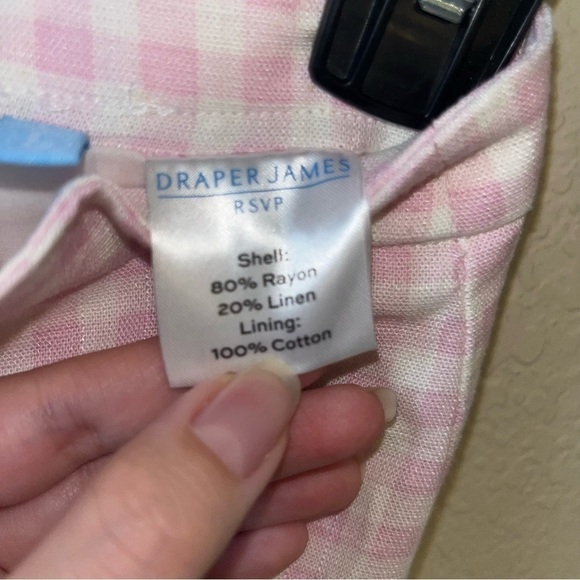 DRAPER JAMES
RSVP
Shell:
80% Rayon
20% Linen
Lining:
100% Cotton